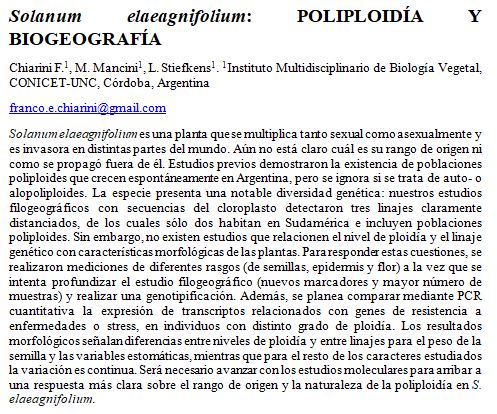 Solanum elaeagnifolium: POLIPLOIDÍA Y
BIOGEOGRAFÍA
Chiarini F.¹, M. Mancini¹, L. Stiefkens¹. ¹Instituto Multidisciplinario de Biología Vegetal,
CONICET-UNC, Córdoba, Argentina
franco.e.chiarini@gmail.com
Solanum elaeagnifolium es una planta que se multiplica tanto sexual como asexualmente y
es invasora en distintas partes del mundo. Aún no está claro cuál es su rango de origen ni
como se propagó fuera de él. Estudios previos demostraron la existencia de poblaciones
poliploides que crecen espontáneamente en Argentina, pero se ignora si se trata de auto- o
alopoliploides. La especie presenta una notable diversidad genética: nuestros estudios
filogeográficos con secuencias del cloroplasto detectaron tres linajes claramente
distanciados, de los cuales sólo dos habitan en Sudamérica e incluyen poblaciones
poliploides. Sin embargo, no existen estudios que relacionen el nivel de ploidía y el linaje
genético con características morfológicas de las plantas. Para responder estas cuestiones, se
realizaron mediciones de diferentes rasgos (de semillas, epidermis y flor) a la vez que se
intenta profundizar el estudio filogeográfico (nuevos marcadores y mayor número de
muestras) y realizar una genotipificación. Además, se planea comparar mediante PCR
cuantitativa la expresión de transcriptos relacionados con genes de resistencia a
enfermedades o stress, en individuos con distinto grado de ploidía. Los resultados
morfológicos señalan diferencias entre niveles de ploidía y entre linajes para el peso de la
semilla y las variables estomáticas, mientras que para el resto de los caracteres estudiados
la variación es continua. Será necesario avanzar con los estudios moleculares para arribar a
una respuesta más clara sobre el rango de origen y la naturaleza de la poliploidía en S.
elaeagnifolium.